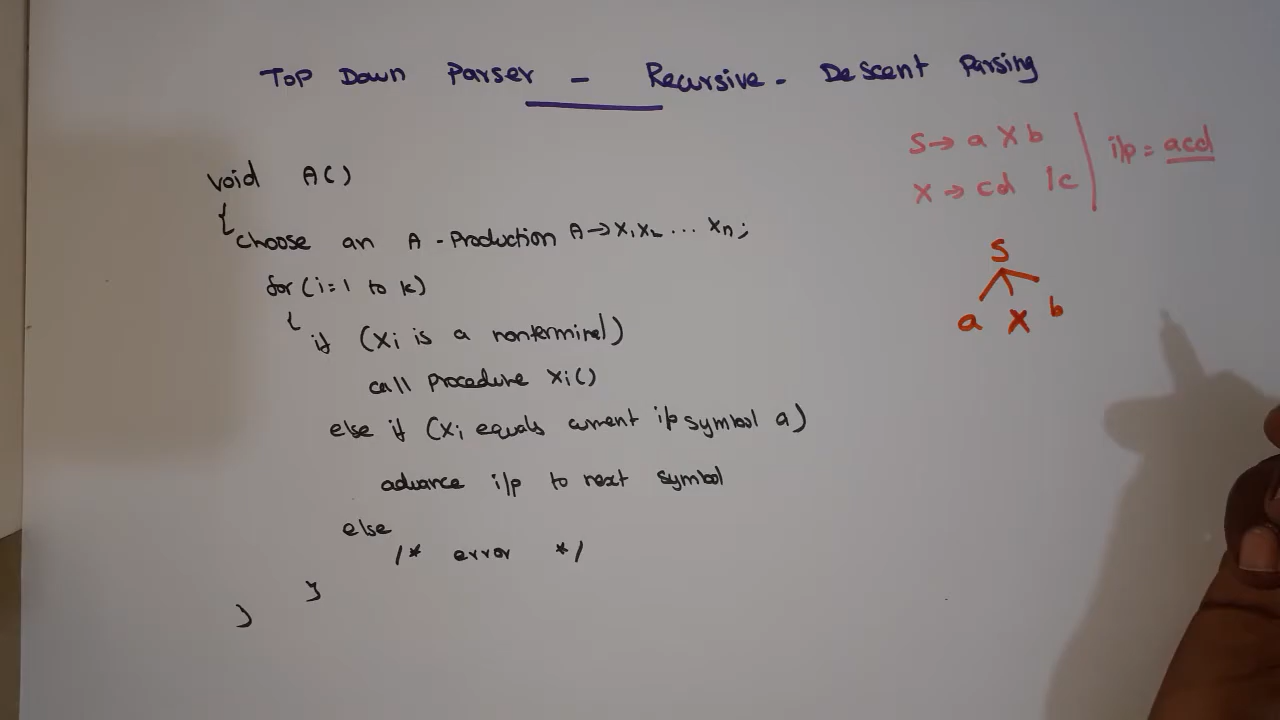 Top Down Parser - Recursive - Descent Parsing
void A()
{
choose an A - Production A→X1X2 ... Xn;
for (i=1 to k)
{
if (Xi is a nonterminal)
call procedure Xi()
else if (Xi equals current i/p symbol a)
advance i/p to next symbol
else
/* error */
}
}
S→ a X b
X → cd |c
i/p = acd
S
a X b